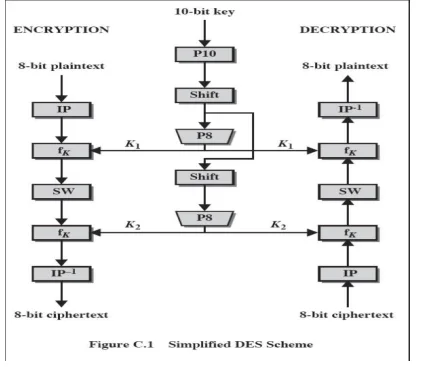 10-bit key
ENCRYPTION
DECRYPTION
P10
8-bit plaintext
8-bit plaintext
Shift
IP
IP-1
P8
K1
K1
fK
fK
Shift
SW
SW
P8
K2
K2
fK
fK
IP–1
IP
8-bit ciphertext
8-bit ciphertext
Figure C.1 Simplified DES Scheme